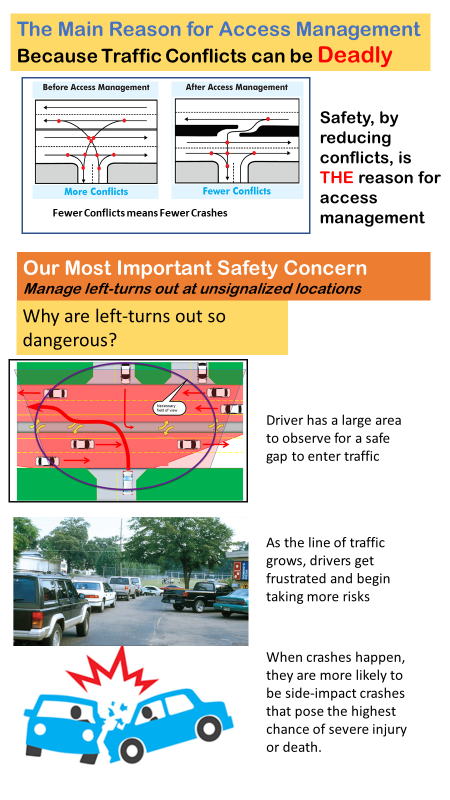 The Main Reason for Access Management
Because Traffic Conflicts can be Deadly
Before Access Management
After Access Management
More Conflicts
Fewer Conflicts
Fewer Conflicts means Fewer Crashes
Safety, by
reducing
conflicts, is
THE reason for
access
management
Our Most Important Safety Concern
Manage left-turns out at unsignalized locations
Why are left-turns out so
dangerous?
Necessary
field of view
Driver has a large area
to observe for a safe
gap to enter traffic
As the line of traffic
grows, drivers get
frustrated and begin
taking more risks
When crashes happen,
they are more likely to
be side-impact crashes
that pose the highest
chance of severe injury
or death.